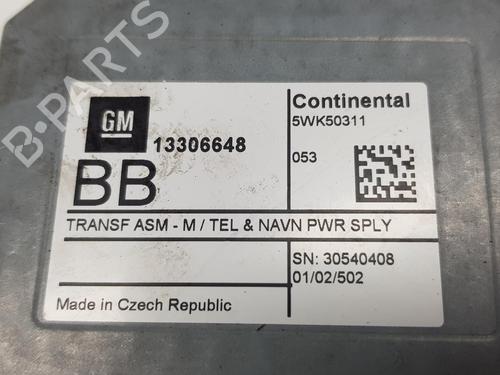 GM
13306648
BB
Continental
5WK50311
053
TRANSF ASM - M / TEL & NAVN PWR SPLY
SN: 30540408
01/02/502
Made in Czech Republic
B-PARTS